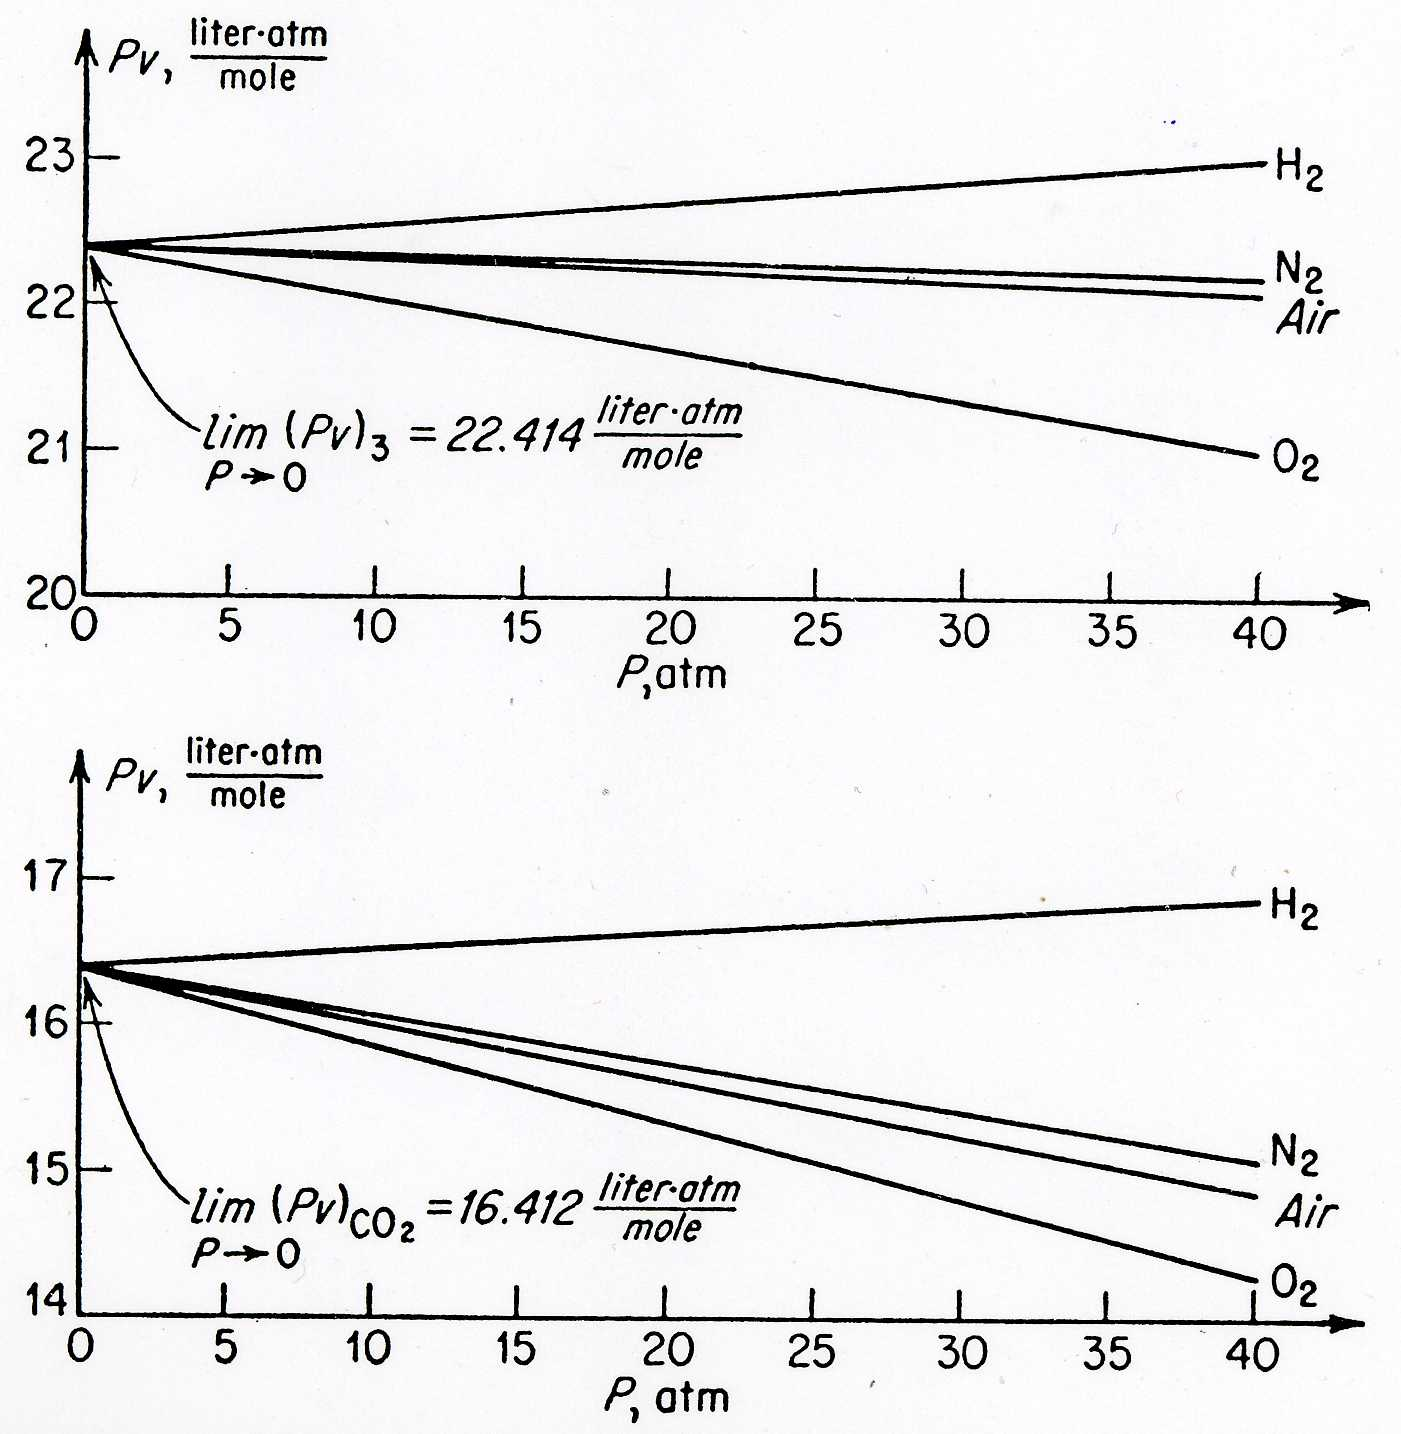 Pv, liter·atm
mole
23
H2
22
N2
Air
21
lim (Pv)3 = 22.414 liter·atm
mole
P→0
O2
20
0 5 10 15 20 25 30 35 40
P, atm
Pv, liter·atm
mole
17
H2
16
15
N2
lim (Pv)CO2 = 16.412 liter·atm
mole
Air
P→0
O2
14
0 5 10 15 20 25 30 35 40
P, atm